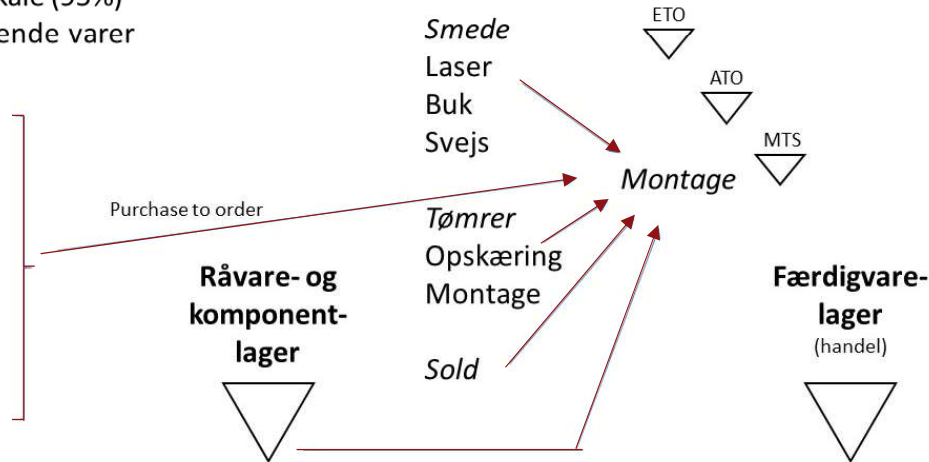 (95%)
ende varer
Purchase to order
Råvare- og
komponent-
lager
Smede
Laser
Buk
Svejs
Tømrer
Opskæring
Montage
Sold
Montage
ETO
ATO
MTS
Færdigvare-
lager
(handel)